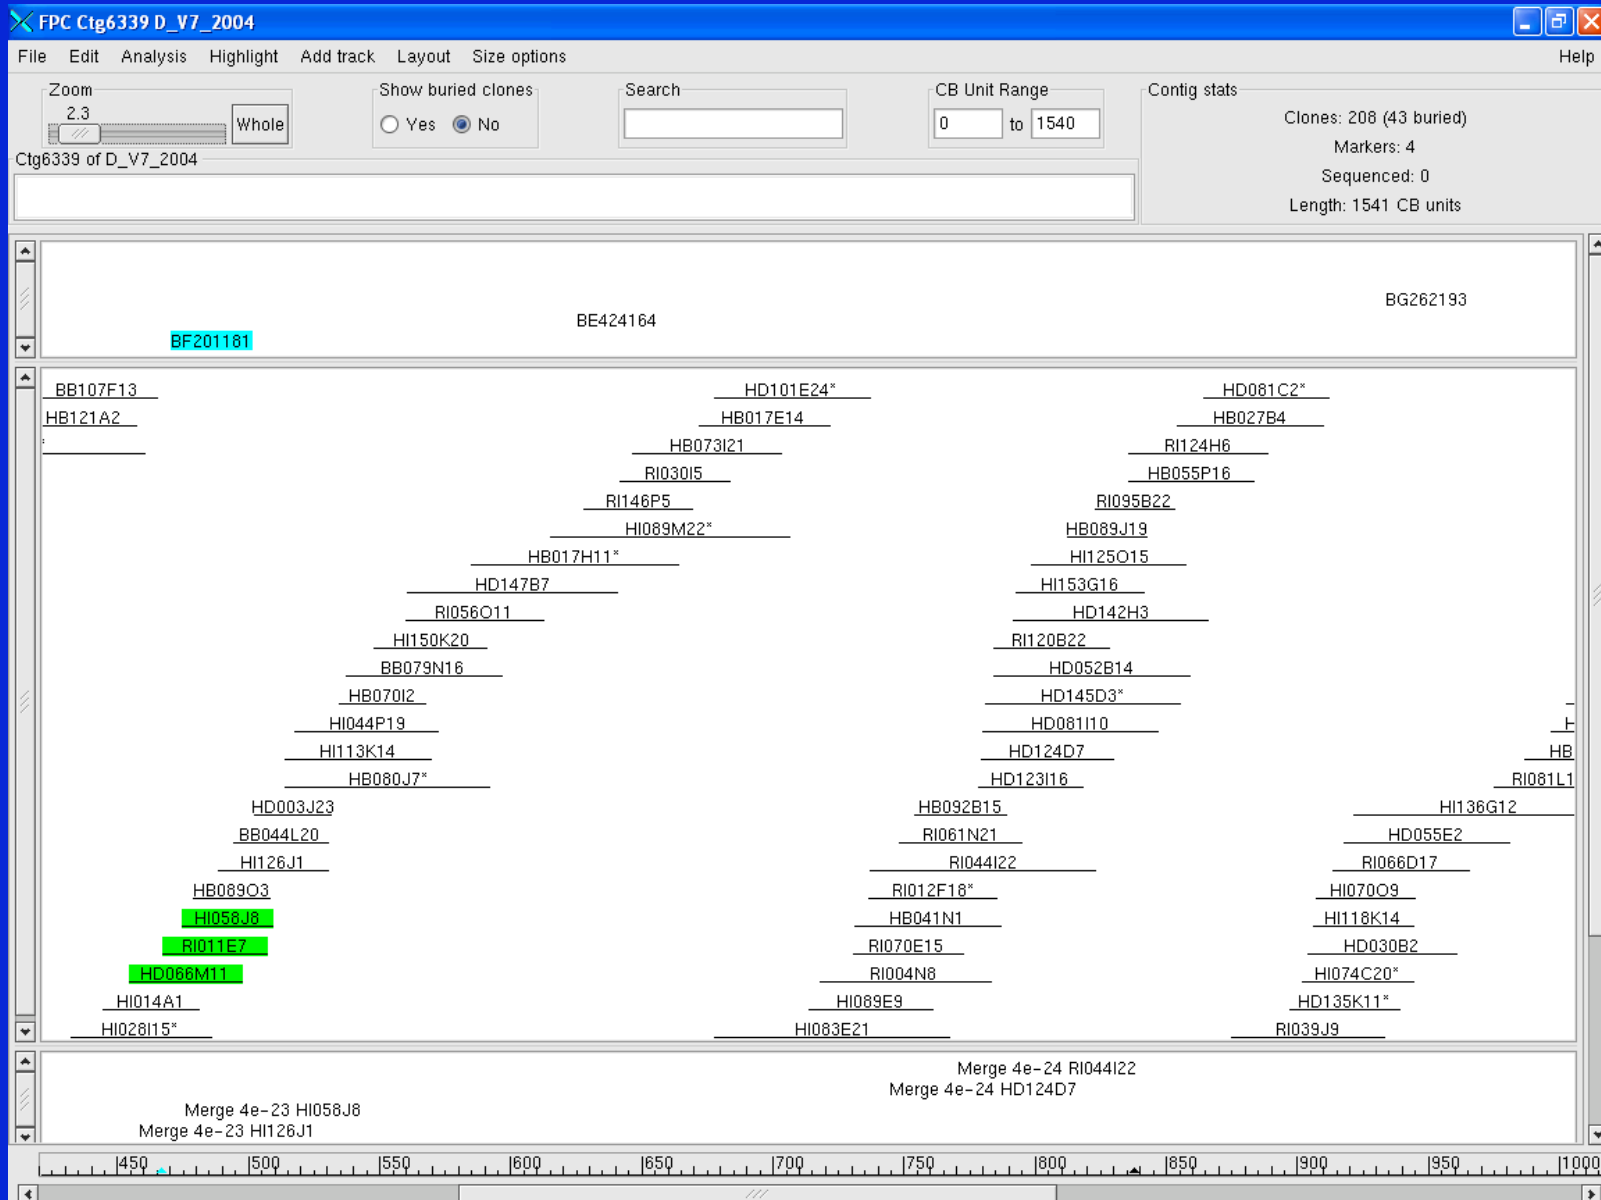 FPC Ctg6339 D_V7_2004
File Edit Analysis Highlight Add track Layout Size options Help
Zoom Show buried clones Search CB Unit Range Contig stats
2.3 Whole Yes No 0 to 1540 Clones: 208 (43 buried)
Markers: 4
Ctg6339 of D_V7_2004
Sequenced: 0
Length: 1541 CB units
BG262193
BE424164
BF201181
BB107F13 HD101E24* HD081C2*
HB121A2 HB017E14 HB027B4
* HB073I21 RI124H6
RI030I5 HB055P16
RI146P5 RI095B22
HI089M22* HB089J19
HB017H11* HI125O15
HD147B7 HI153G16
RI056O11 HD142H3
HI150K20 RI120B22
BB079N16 HD052B14
HB070I2 HD145D3*
HI044P19 HD081I10 H
HI113K14 HD124D7 HB
HB080J7* HD123I16 RI081L1
HD003J23 HB092B15 HI136G12
BB044L20 RI061N21 HD055E2
HI126J1 RI044I22 RI066D17
HB089O3 RI012F18* HI070O9
HI058J8 HB041N1 HI118K14
RI011E7 RI070E15 HD030B2
HD066M11 RI004N8 HI074C20*
HI014A1 HI089E9 HD135K11*
HI028I15* HI083E21 RI039J9
Merge 4e-24 RI044I22
Merge 4e-24 HD124D7
Merge 4e-23 HI058J8
Merge 4e-23 HI126J1
450 500 550 600 650 700 750 800 850 900 950 1000